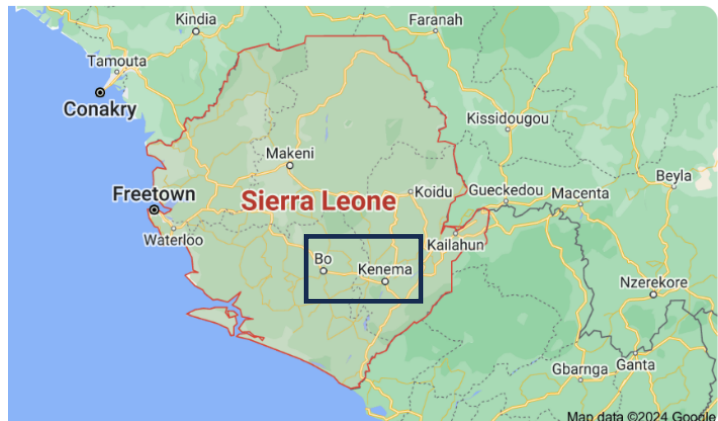 Kindia
Faranah
Tamouta
Conakry
Kissidougou
Makeni
Beyla
Koidu
Gueckedou
Macenta
Freetown
Sierra Leone
Waterloo
Kailahun
Bo
Kenema
Nzerekore
Gbarnga
Ganta
Map data ©2024 Google